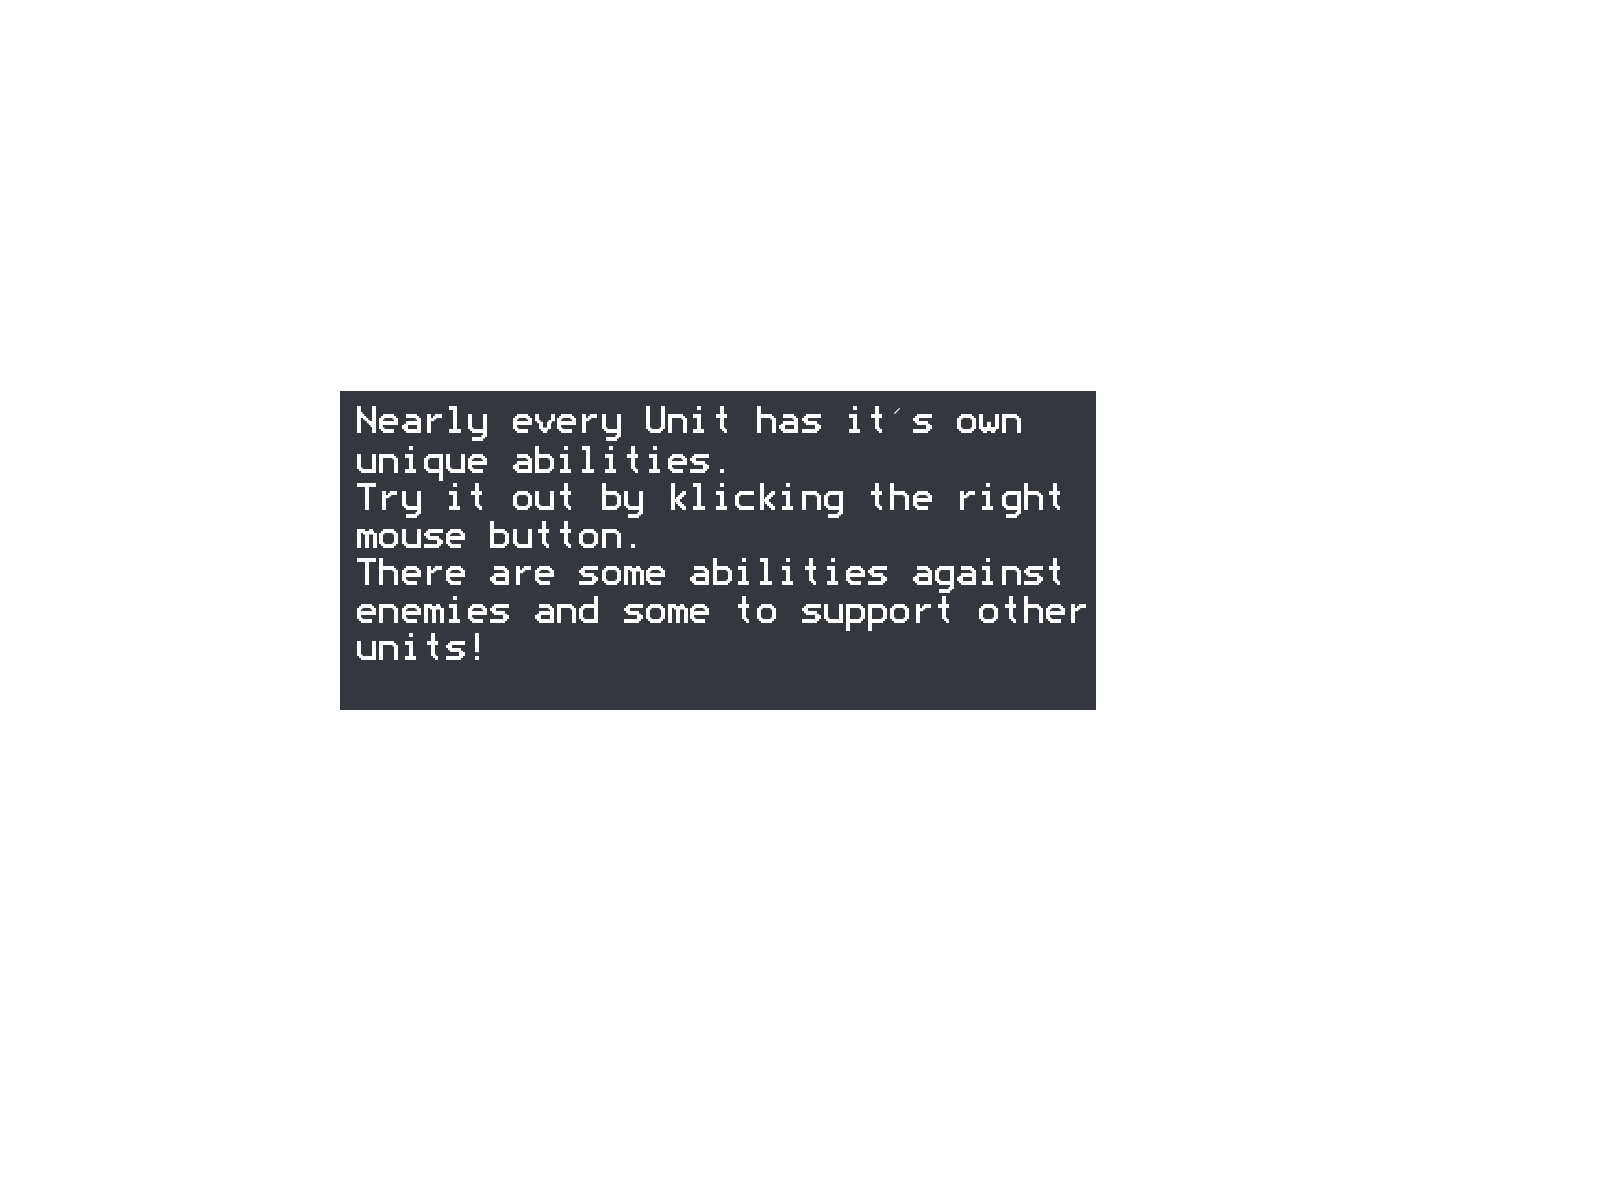 Nearly every Unit has it´s own
unique abilities.
Try it out by klicking the right
mouse button.
There are some abilities against
enemies and some to support other
units!